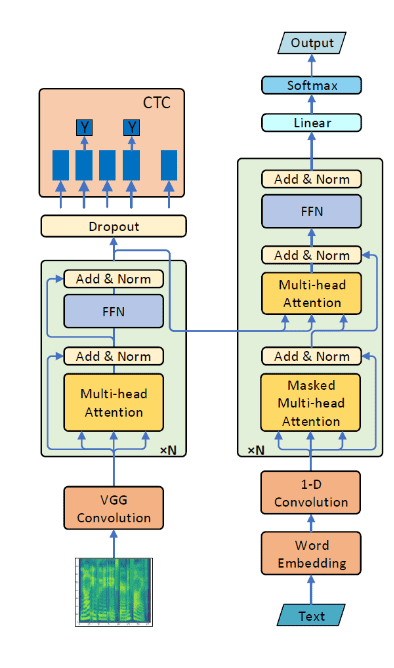 CTC
Y
Y
Dropout
Add & Norm
FFN
Add & Norm
Multi-head
Attention
×N
VGG
Convolution
Output
Softmax
Linear
Add & Norm
FFN
Add & Norm
Multi-head
Attention
Add & Norm
Masked
Multi-head
Attention
×N
1-D
Convolution
Word
Embedding
Text